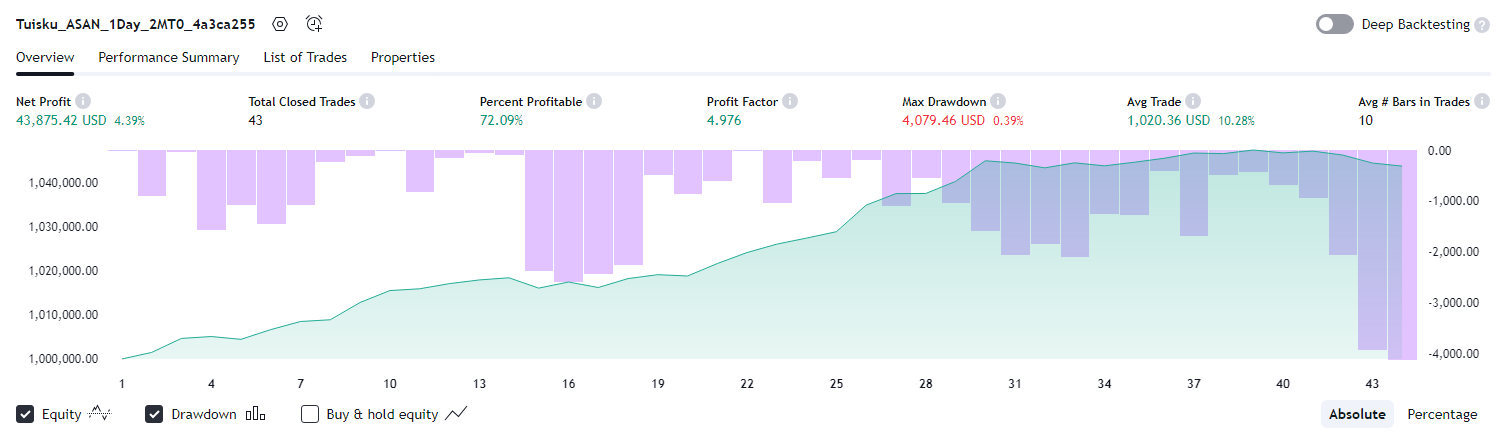 Tuisku_ASAN_1Day_2MT0_4a3ca255
Deep Backtesting
Overview Performance Summary List of Trades Properties
Net Profit Total Closed Trades Percent Profitable Profit Factor Max Drawdown Avg Trade Avg # Bars in Trades
43,875.42 USD 4.39% 43 72.09% 4.976 4,079.46 USD 0.39% 1,020.36 USD 10.28% 10
0.00
1,040,000.00
-1,000.00
1,030,000.00
-2,000.00
1,020,000.00
-3,000.00
1,010,000.00
-4,000.00
1,000,000.00
1 4 7 10 13 16 19 22 25 28 31 34 37 40 43
Equity Drawdown Buy & hold equity Absolute Percentage